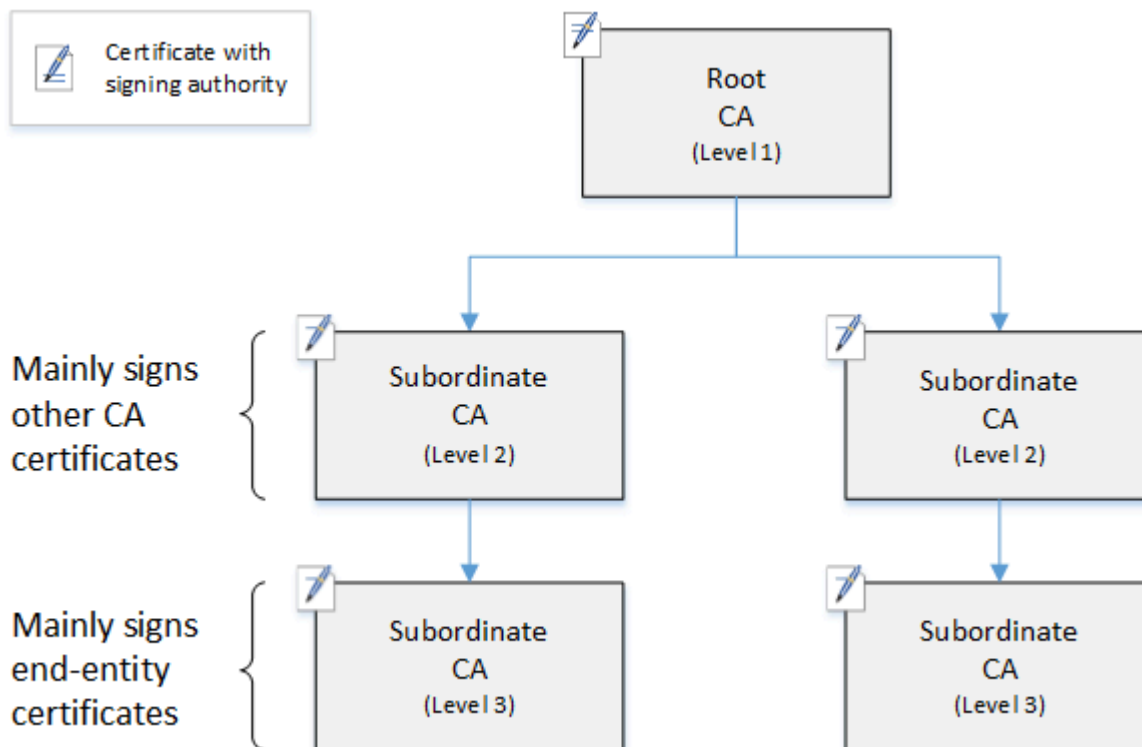 Certificate with
signing authority
Root
CA
(Level 1)
Mainly signs
other CA
certificates
Subordinate
CA
(Level 2)
Subordinate
CA
(Level 2)
Mainly signs
end-entity
certificates
Subordinate
CA
(Level 3)
Subordinate
CA
(Level 3)